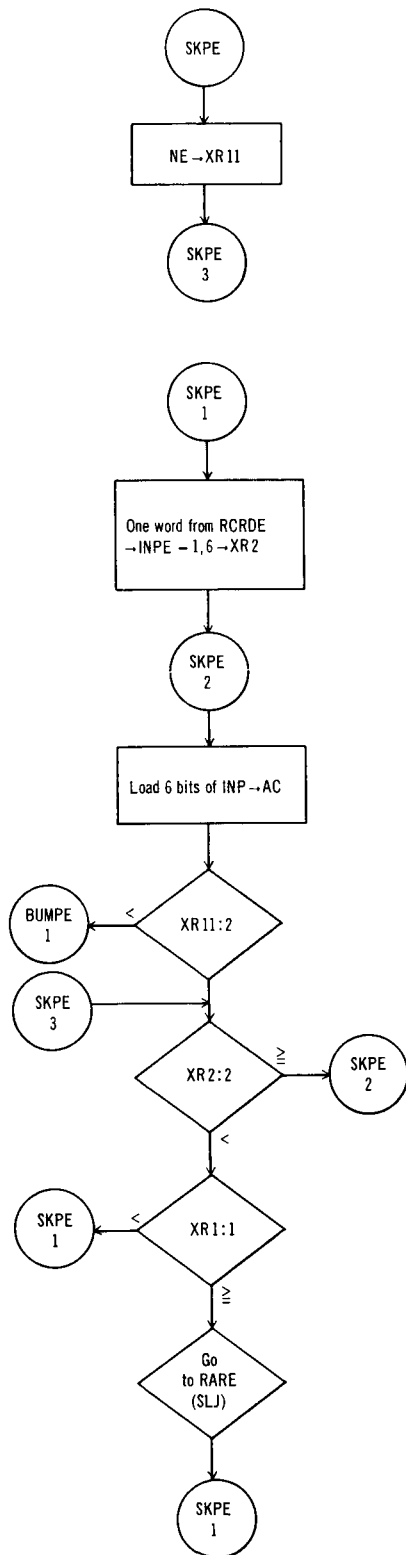 SKPE
NE→XR11
SKPE
3
SKPE
1
One word from RCRDE
→INPE – 1,6→XR2
SKPE
2
Load 6 bits of INP→AC
BUMPE
1
<
XR11:2
SKPE
3
XR2:2
≧
SKPE
2
<
SKPE
1
<
XR1:1
≧
Go
to RARE
(SLJ)
SKPE
1